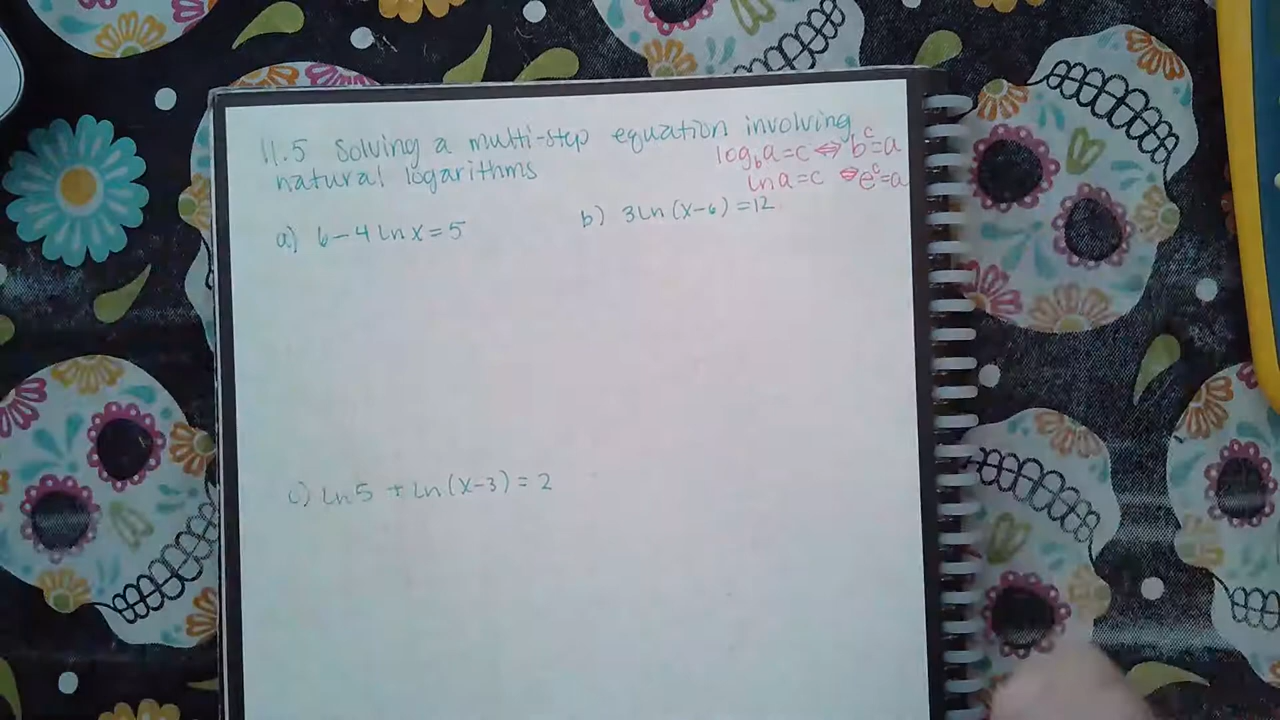 11.5 Solving a multi-step equation involving
natural logarithms
log_b a=c ⇔ b^c=a
ln a=c ⇔ e^c=a
a) 6-4 ln x=5
b) 3 ln (x-6) = 12
c) ln 5 + ln (x-3) = 2